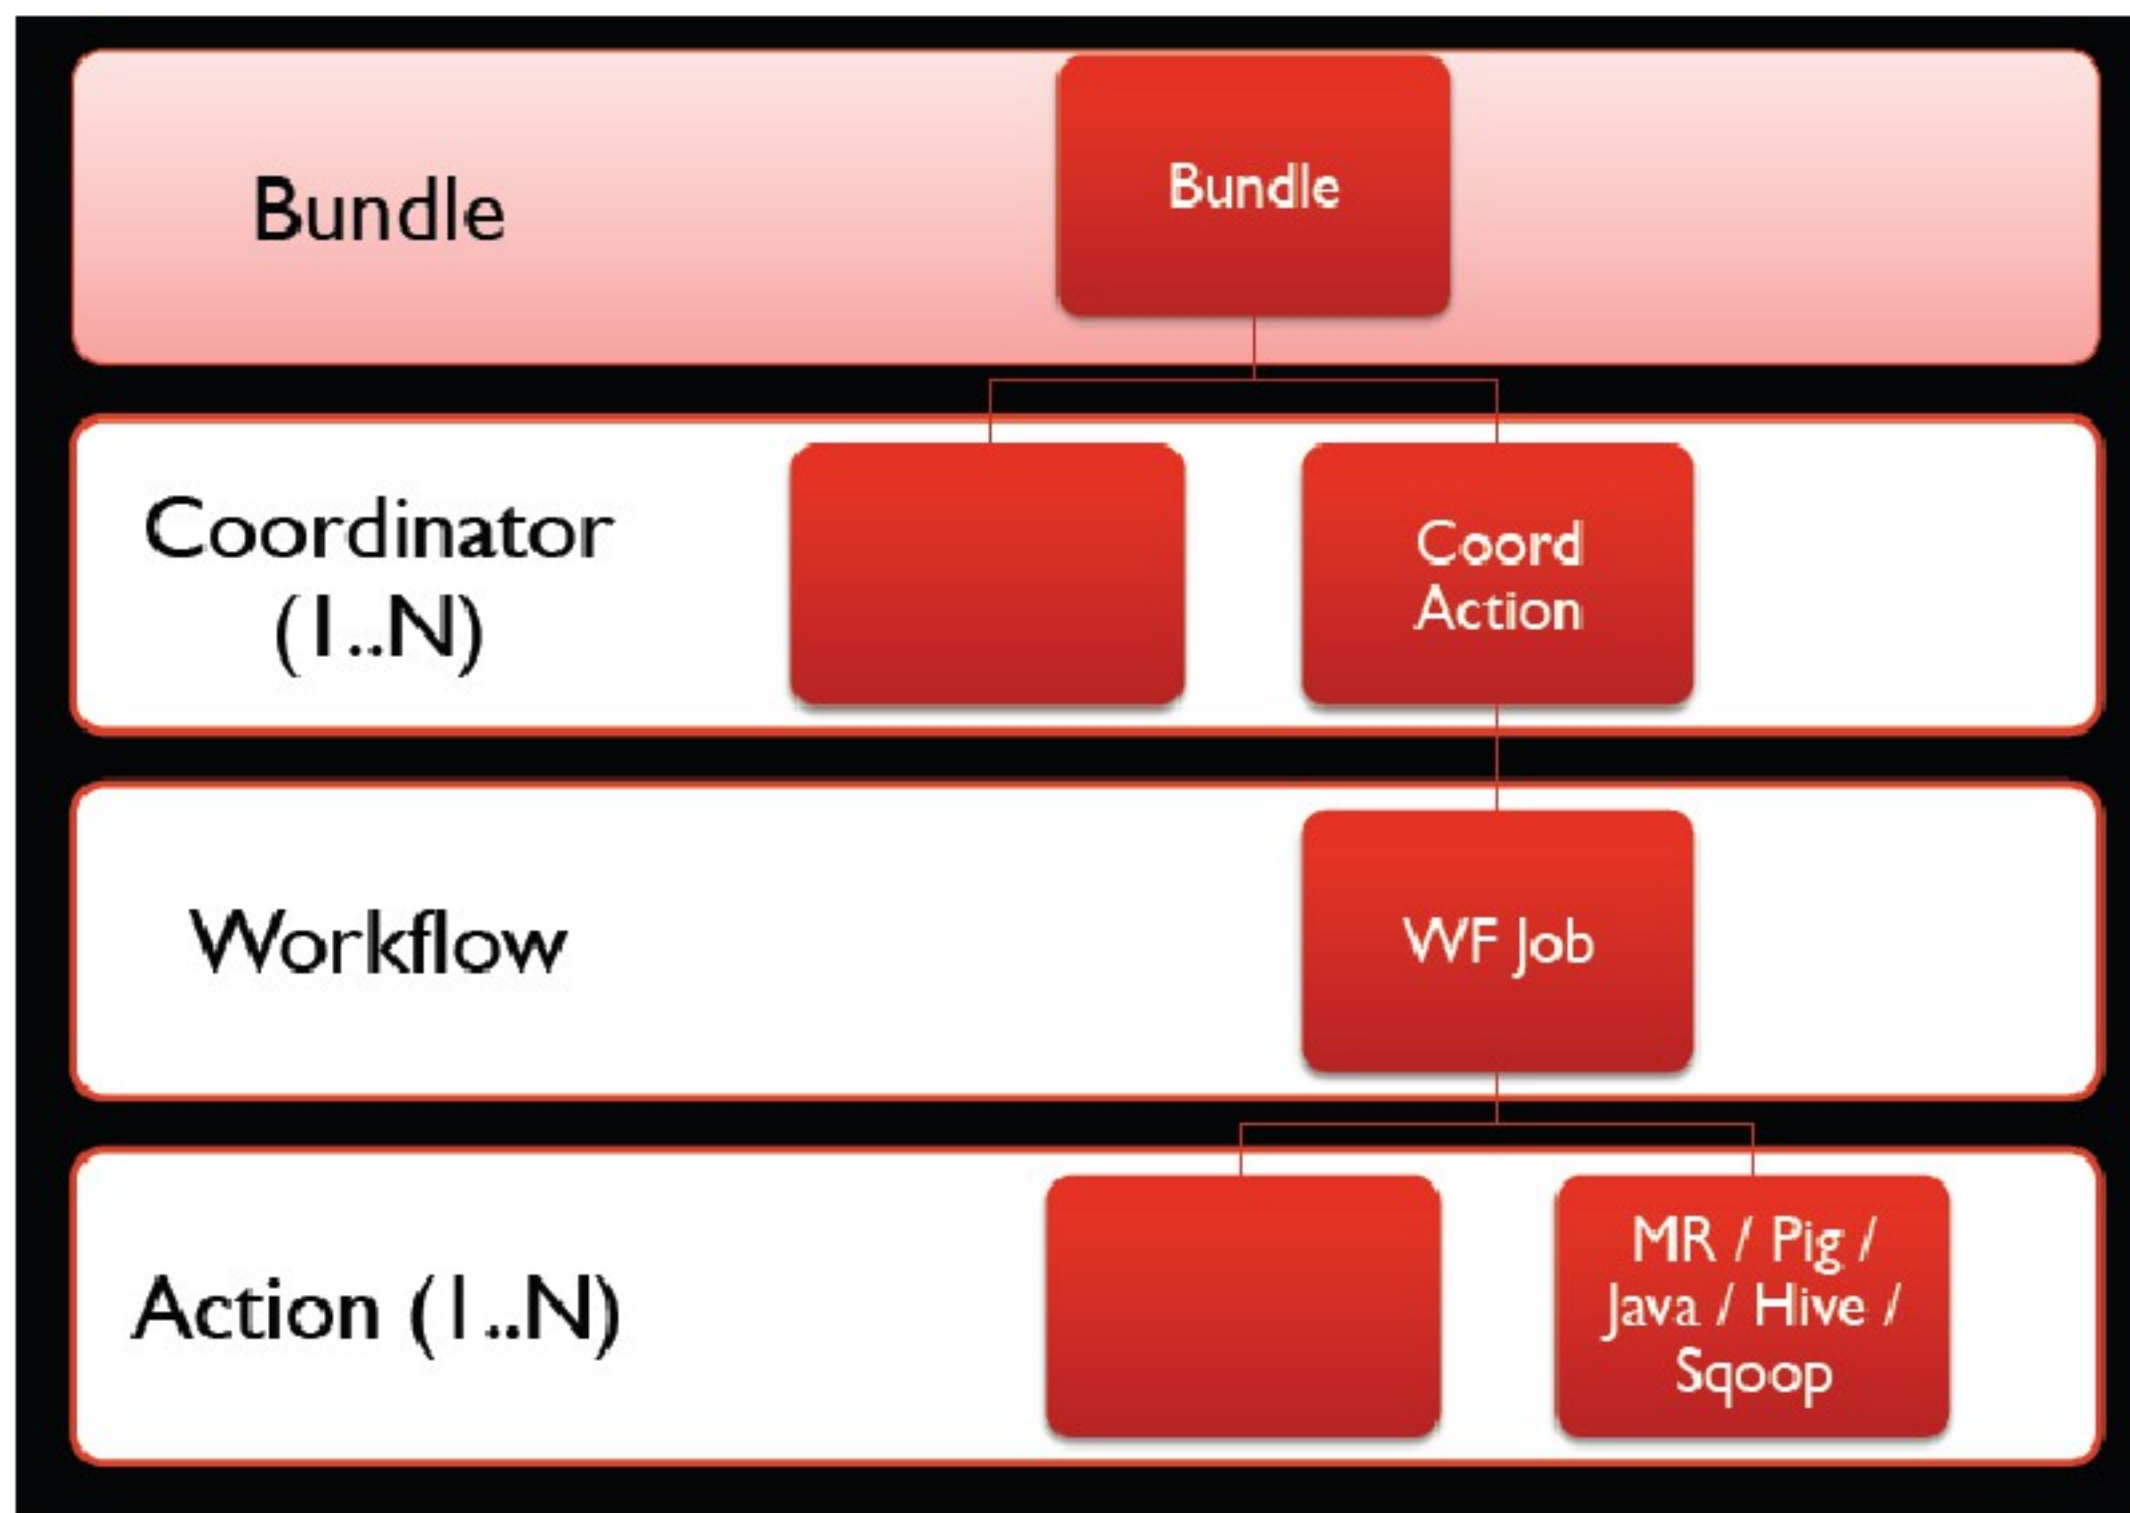 Bundle
Bundle
Coordinator
(1..N)
Coord
Action
Workflow
WF Job
Action (1..N)
MR / Pig /
Java / Hive /
Sqoop